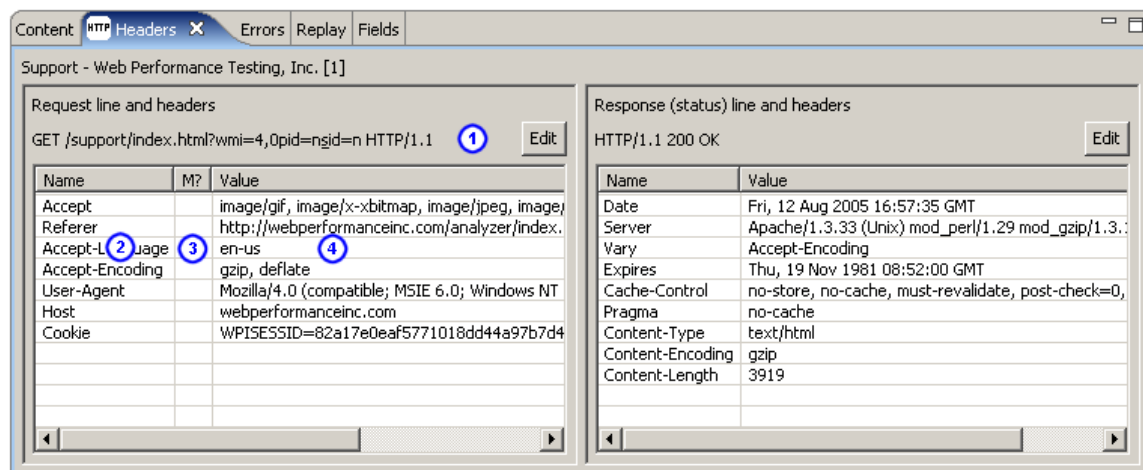 Content HTTP Headers Errors Replay Fields
Support - Web Performance Testing, Inc. [1]
Request line and headers
GET /support/index.html?wmi=4,0pid=nsid=n HTTP/1.1 1 Edit
Name M? Value
Accept image/gif, image/x-xbitmap, image/jpeg, image/
Referer http://webperformanceinc.com/analyzer/index.
Accept-L 2 uage 3 en-us 4
Accept-Encoding gzip, deflate
User-Agent Mozilla/4.0 (compatible; MSIE 6.0; Windows NT
Host webperformanceinc.com
Cookie WPISESSID=82a17e0eaf5771018dd44a97b7d4
Response (status) line and headers
HTTP/1.1 200 OK Edit
Name Value
Date Fri, 12 Aug 2005 16:57:35 GMT
Server Apache/1.3.33 (Unix) mod_perl/1.29 mod_gzip/1.3.1
Vary Accept-Encoding
Expires Thu, 19 Nov 1981 08:52:00 GMT
Cache-Control no-store, no-cache, must-revalidate, post-check=0,
Pragma no-cache
Content-Type text/html
Content-Encoding gzip
Content-Length 3919